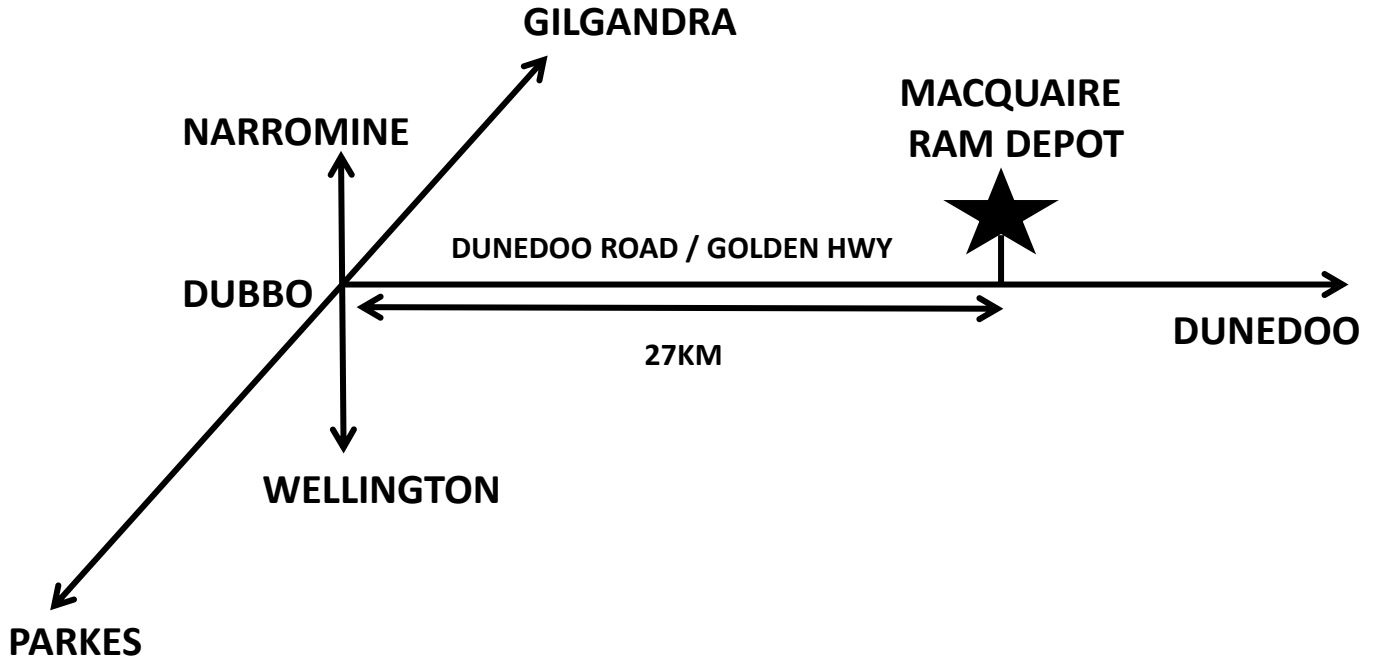 GILGANDRA
MACQUAIRE
RAM DEPOT
NARROMINE
DUNEDOO ROAD / GOLDEN HWY
DUBBO
DUNEDOO
27KM
WELLINGTON
PARKES